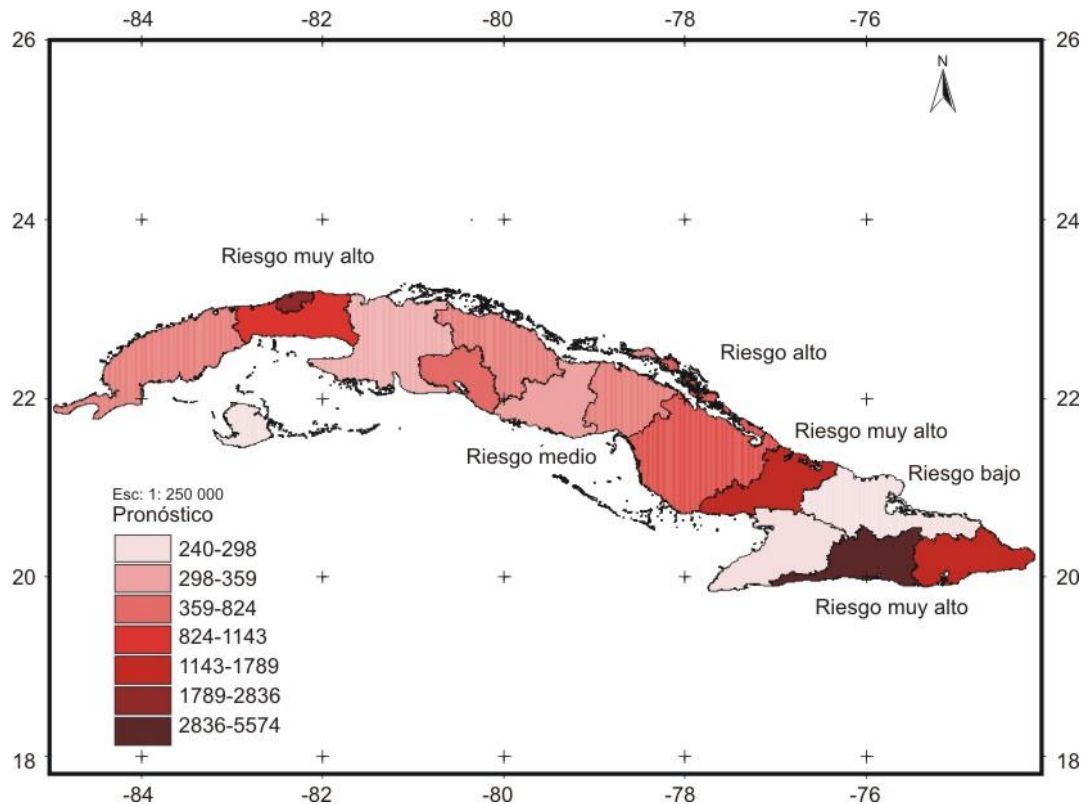 -84 -82 -80 -78 -76
26 26
N
24 24
Riesgo muy alto
Riesgo alto
22 22
Riesgo muy alto
Riesgo medio
Riesgo bajo
Esc: 1: 250 000
Pronóstico
240-298
298-359
359-824
824-1143
1143-1789
1789-2836
2836-5574
20 20
Riesgo muy alto
18 18
-84 -82 -80 -78 -76